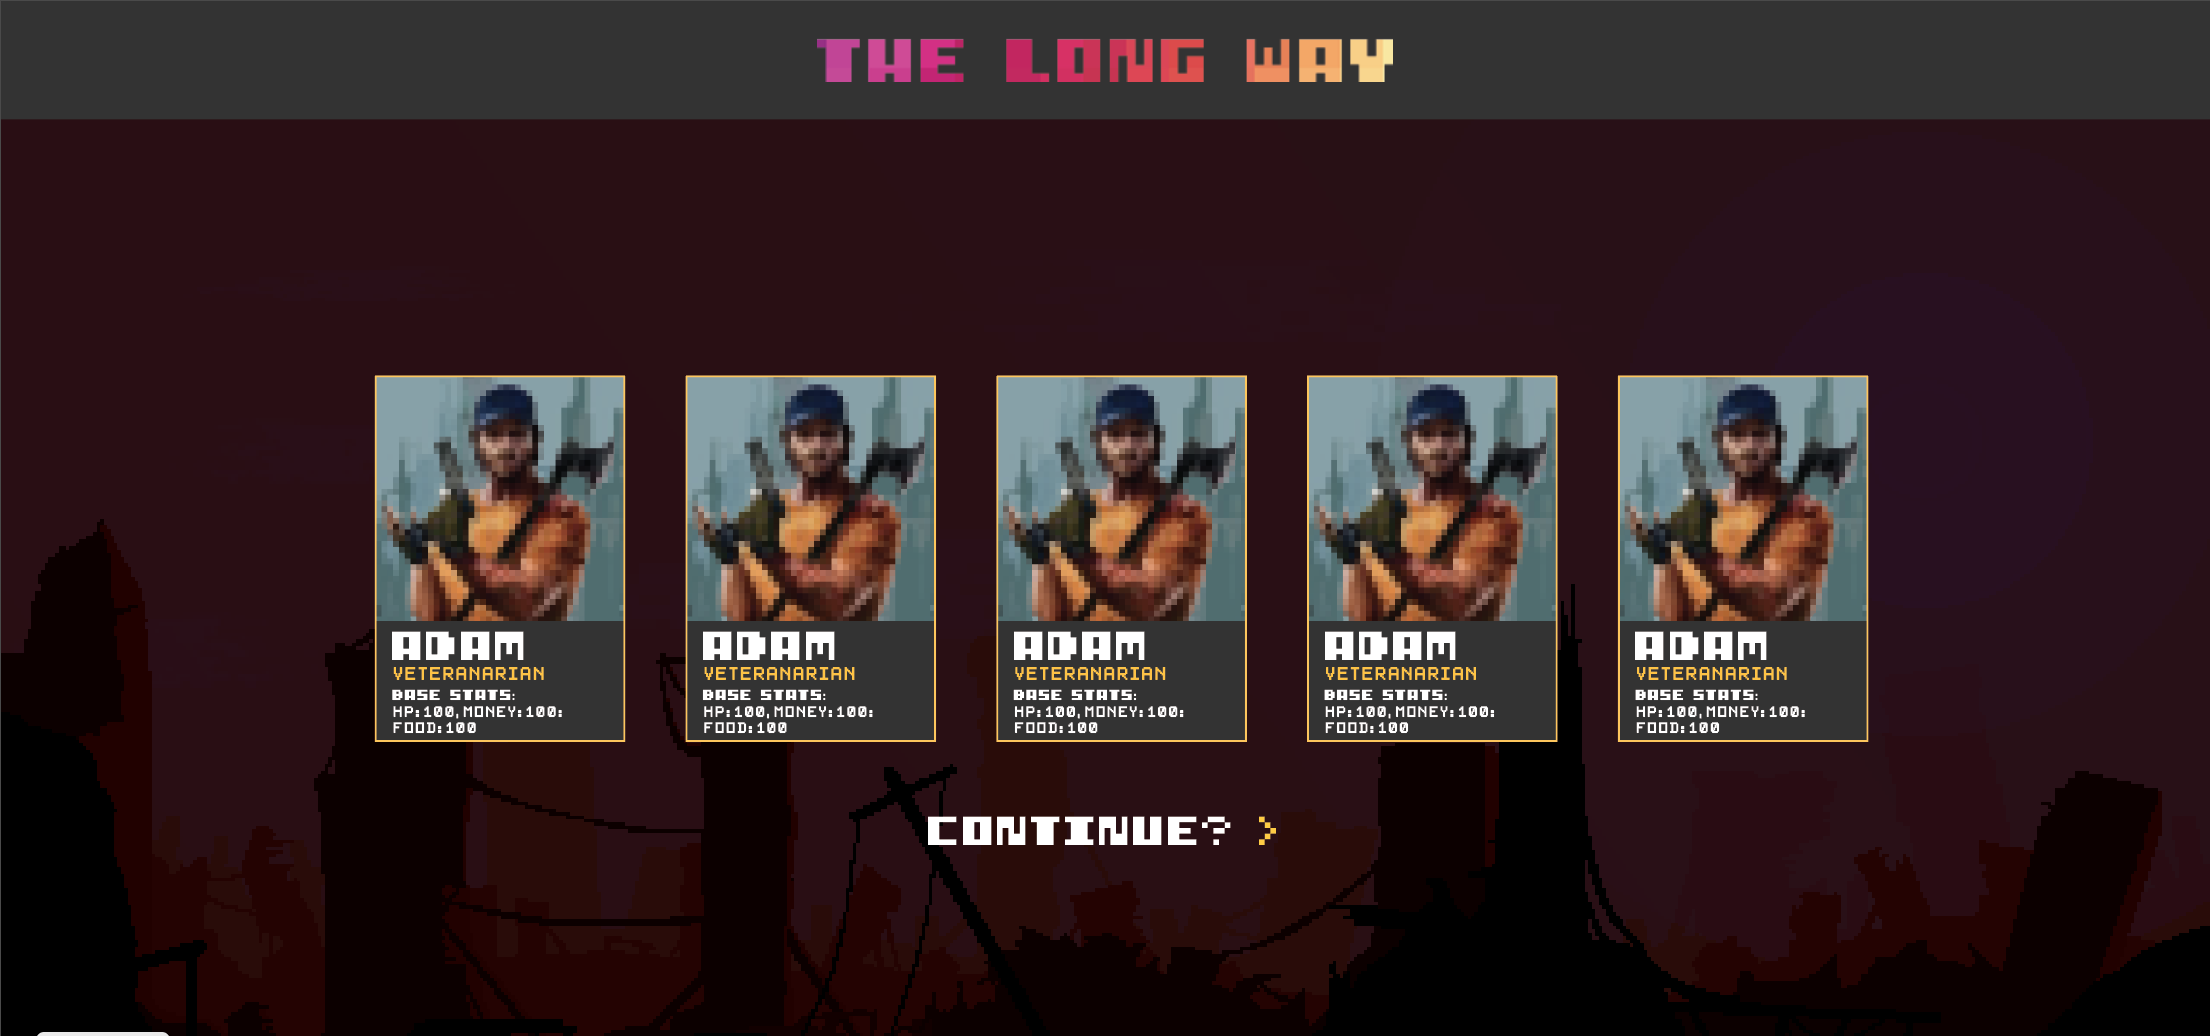 THE LONG WAY
ADAM
VETERANARIAN
BASE STATS:
HP:100,MONEY:100:
FOOD:100
ADAM
VETERANARIAN
BASE STATS:
HP:100,MONEY:100:
FOOD:100
ADAM
VETERANARIAN
BASE STATS:
HP:100,MONEY:100:
FOOD:100
ADAM
VETERANARIAN
BASE STATS:
HP:100,MONEY:100:
FOOD:100
ADAM
VETERANARIAN
BASE STATS:
HP:100,MONEY:100:
FOOD:100
CONTINUE? >